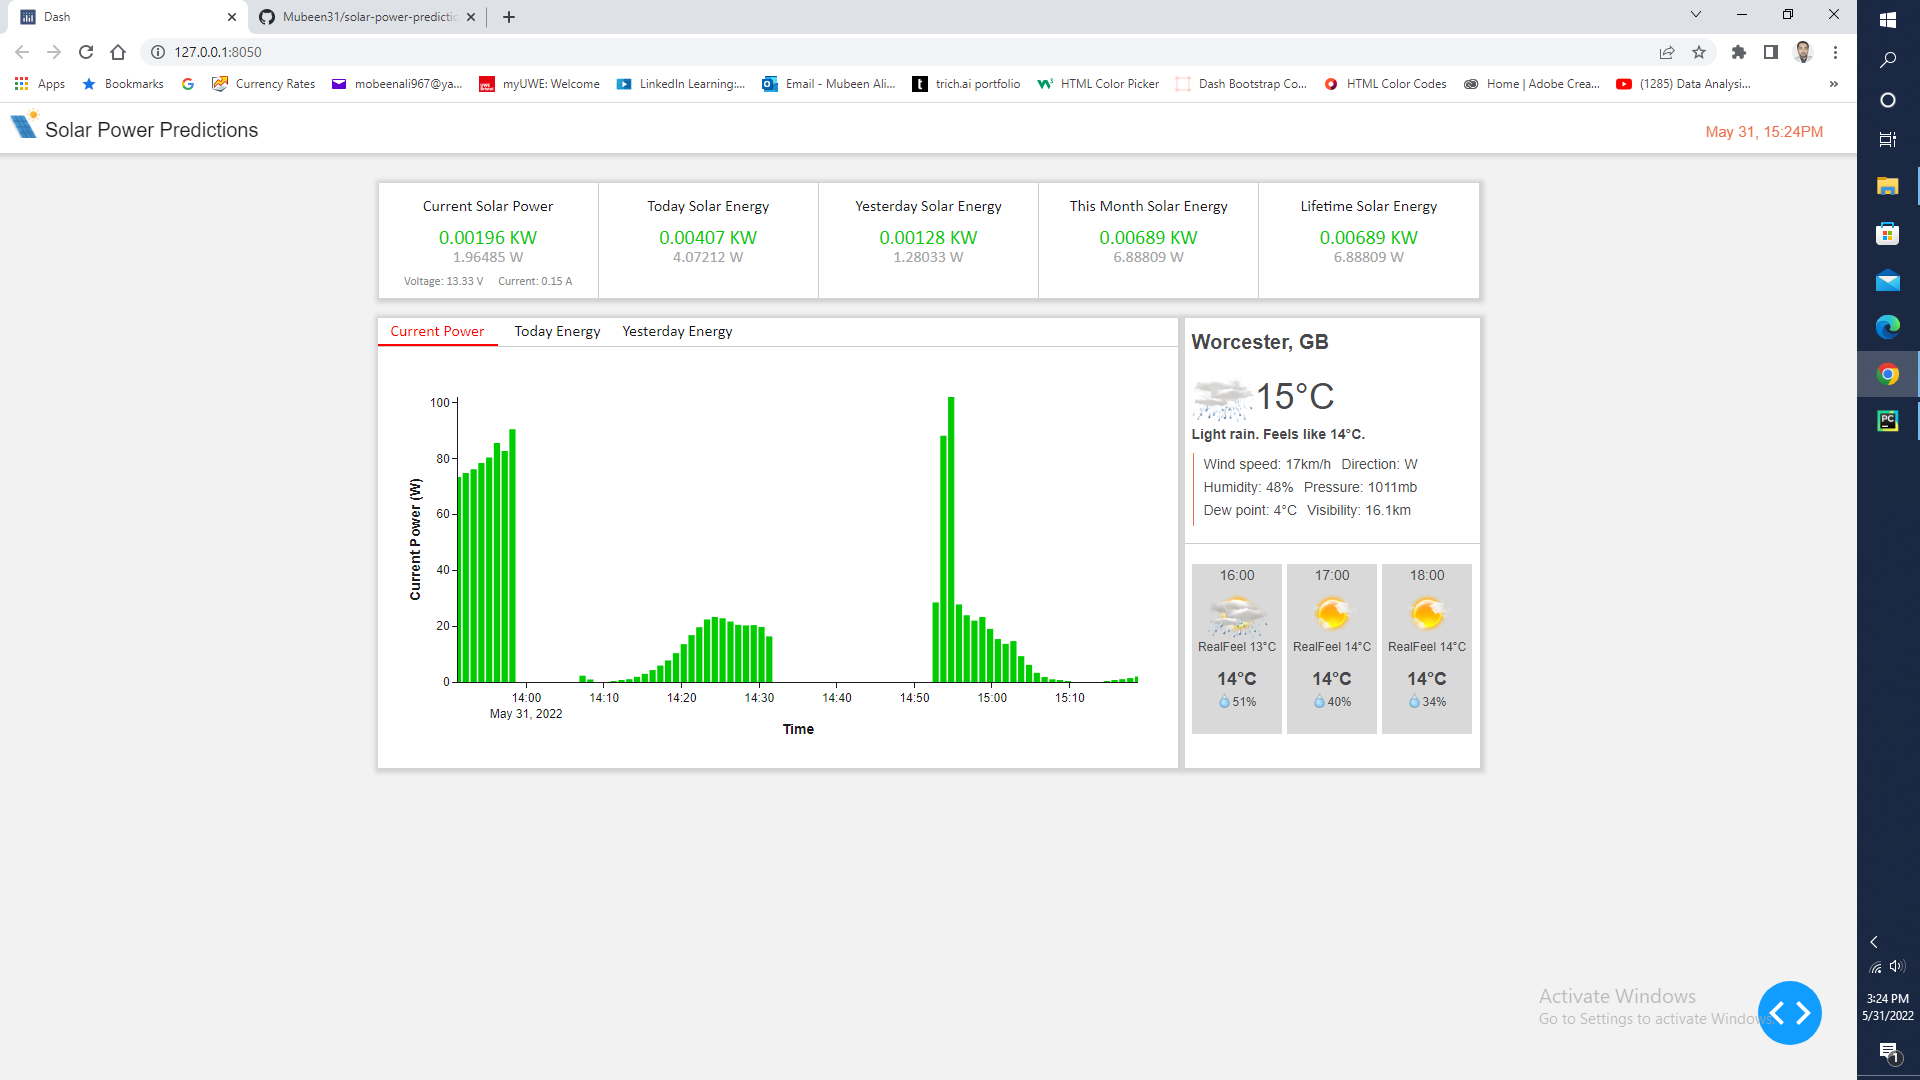 Dash
Mubeen31/solar-power-predictic
127.0.0.1:8050
Apps
Bookmarks
Currency Rates
mobeenali967@ya...
myUWE: Welcome
LinkedIn Learning:...
Email - Mubeen Ali...
t
trich.ai portfolio
HTML Color Picker
Dash Bootstrap Co...
HTML Color Codes
Home | Adobe Crea...
(1285) Data Analysi...
»
Solar Power Predictions
May 31, 15:24PM
Current Solar Power
0.00196 KW
1.96485 W
Voltage: 13.33 V Current: 0.15 A
Today Solar Energy
0.00407 KW
4.07212 W
Yesterday Solar Energy
0.00128 KW
1.28033 W
This Month Solar Energy
0.00689 KW
6.88809 W
Lifetime Solar Energy
0.00689 KW
6.88809 W
Current Power
Today Energy
Yesterday Energy
Current Power (W)
100
80
60
40
20
0
14:00
14:10
14:20
14:30
14:40
14:50
15:00
15:10
May 31, 2022
Time
Worcester, GB
15°C
Light rain. Feels like 14°C.
Wind speed: 17km/h Direction: W
Humidity: 48% Pressure: 1011mb
Dew point: 4°C Visibility: 16.1km
16:00
RealFeel 13°C
14°C
51%
17:00
RealFeel 14°C
14°C
40%
18:00
RealFeel 14°C
14°C
34%
Activate Windows
Go to Settings to activate Windows.
PC
3:24 PM
5/31/2022
1